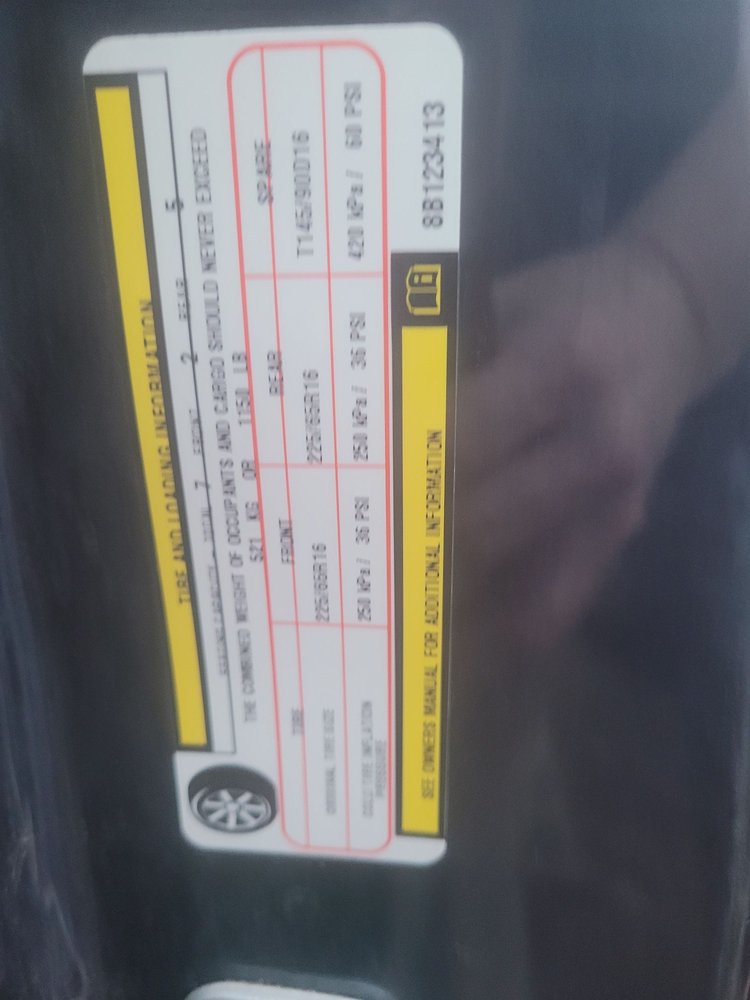 TIRE AND LOADING INFORMATION
SEATING CAPACITY - TOTAL 7 FRONT 2 REAR 5
THE COMBINED WEIGHT OF OCCUPANTS AND CARGO SHOULD NEVER EXCEED
521 KG OR 1150 LB
TIRE FRONT REAR SPARE
ORIGINAL TIRE SIZE 225/65R16 225/65R16 T145/90D16
COLD TIRE INFLATION PRESSURE 250 kPa/ 36 PSI 250 kPa/ 36 PSI 420 kPa/ 60 PSI
SEE OWNERS MANUAL FOR ADDITIONAL INFORMATION
8B123413